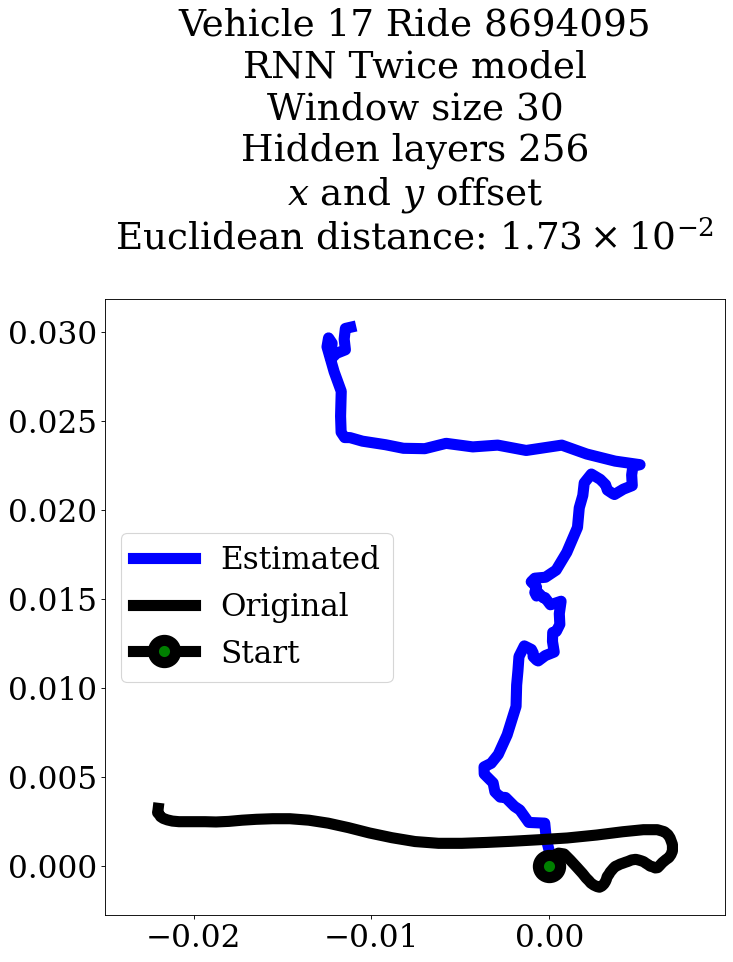 Vehicle 17 Ride 8694095
RNN Twice model
Window size 30
Hidden layers 256
x and y offset
Euclidean distance: 1.73 × 10⁻²
0.030
0.025
0.020
0.015
0.010
0.005
0.000
Estimated
Original
Start
−0.02 −0.01 0.00